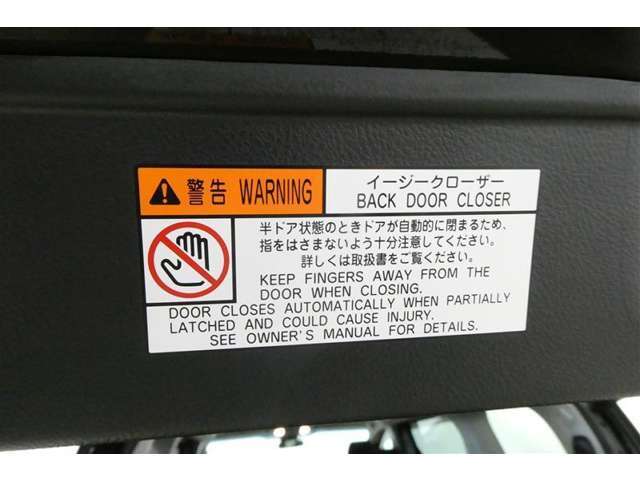 警告 WARNING
イージークローザー
BACK DOOR CLOSER
半ドア状態のときドアが自動的に閉まるため、
指をはさまないよう十分注意してください。
詳しくは取扱書をご覧ください。
KEEP FINGERS AWAY FROM THE
DOOR WHEN CLOSING.
DOOR CLOSES AUTOMATICALLY WHEN PARTIALLY
LATCHED AND COULD CAUSE INJURY.
SEE OWNER'S MANUAL FOR DETAILS.